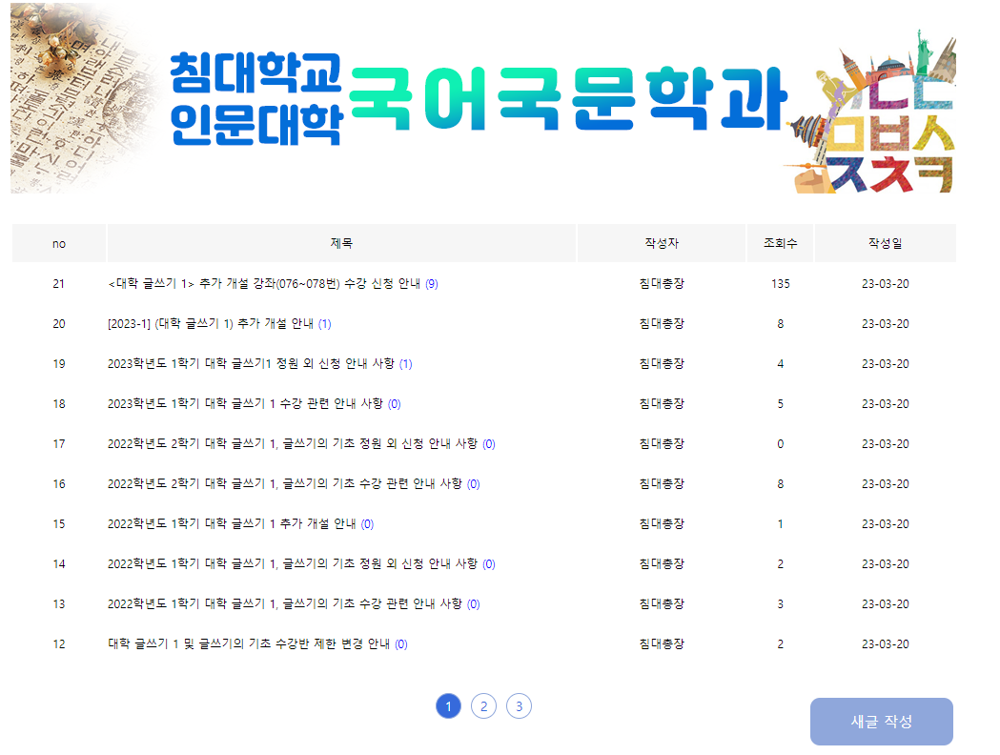 침대학교
인문대학
국어국문학과
no 제목 작성자 조회수 작성일
21 <대학 글쓰기 1> 추가 개설 강좌(076~078번) 수강 신청 안내 (9) 침대총장 135 23-03-20
20 [2023-1] (대학 글쓰기 1) 추가 개설 안내 (1) 침대총장 8 23-03-20
19 2023학년도 1학기 대학 글쓰기1 정원 외 신청 안내 사항 (1) 침대총장 4 23-03-20
18 2023학년도 1학기 대학 글쓰기 1 수강 관련 안내 사항 (0) 침대총장 5 23-03-20
17 2022학년도 2학기 대학 글쓰기 1, 글쓰기의 기초 정원 외 신청 안내 사항 (0) 침대총장 0 23-03-20
16 2022학년도 2학기 대학 글쓰기 1, 글쓰기의 기초 수강 관련 안내 사항 (0) 침대총장 8 23-03-20
15 2022학년도 1학기 대학 글쓰기 1 추가 개설 안내 (0) 침대총장 1 23-03-20
14 2022학년도 1학기 대학 글쓰기 1, 글쓰기의 기초 정원 외 신청 안내 사항 (0) 침대총장 2 23-03-20
13 2022학년도 1학기 대학 글쓰기 1, 글쓰기의 기초 수강 관련 안내 사항 (0) 침대총장 3 23-03-20
12 대학 글쓰기 1 및 글쓰기의 기초 수강반 제한 변경 안내 (0) 침대총장 2 23-03-20
1 2 3
새글 작성